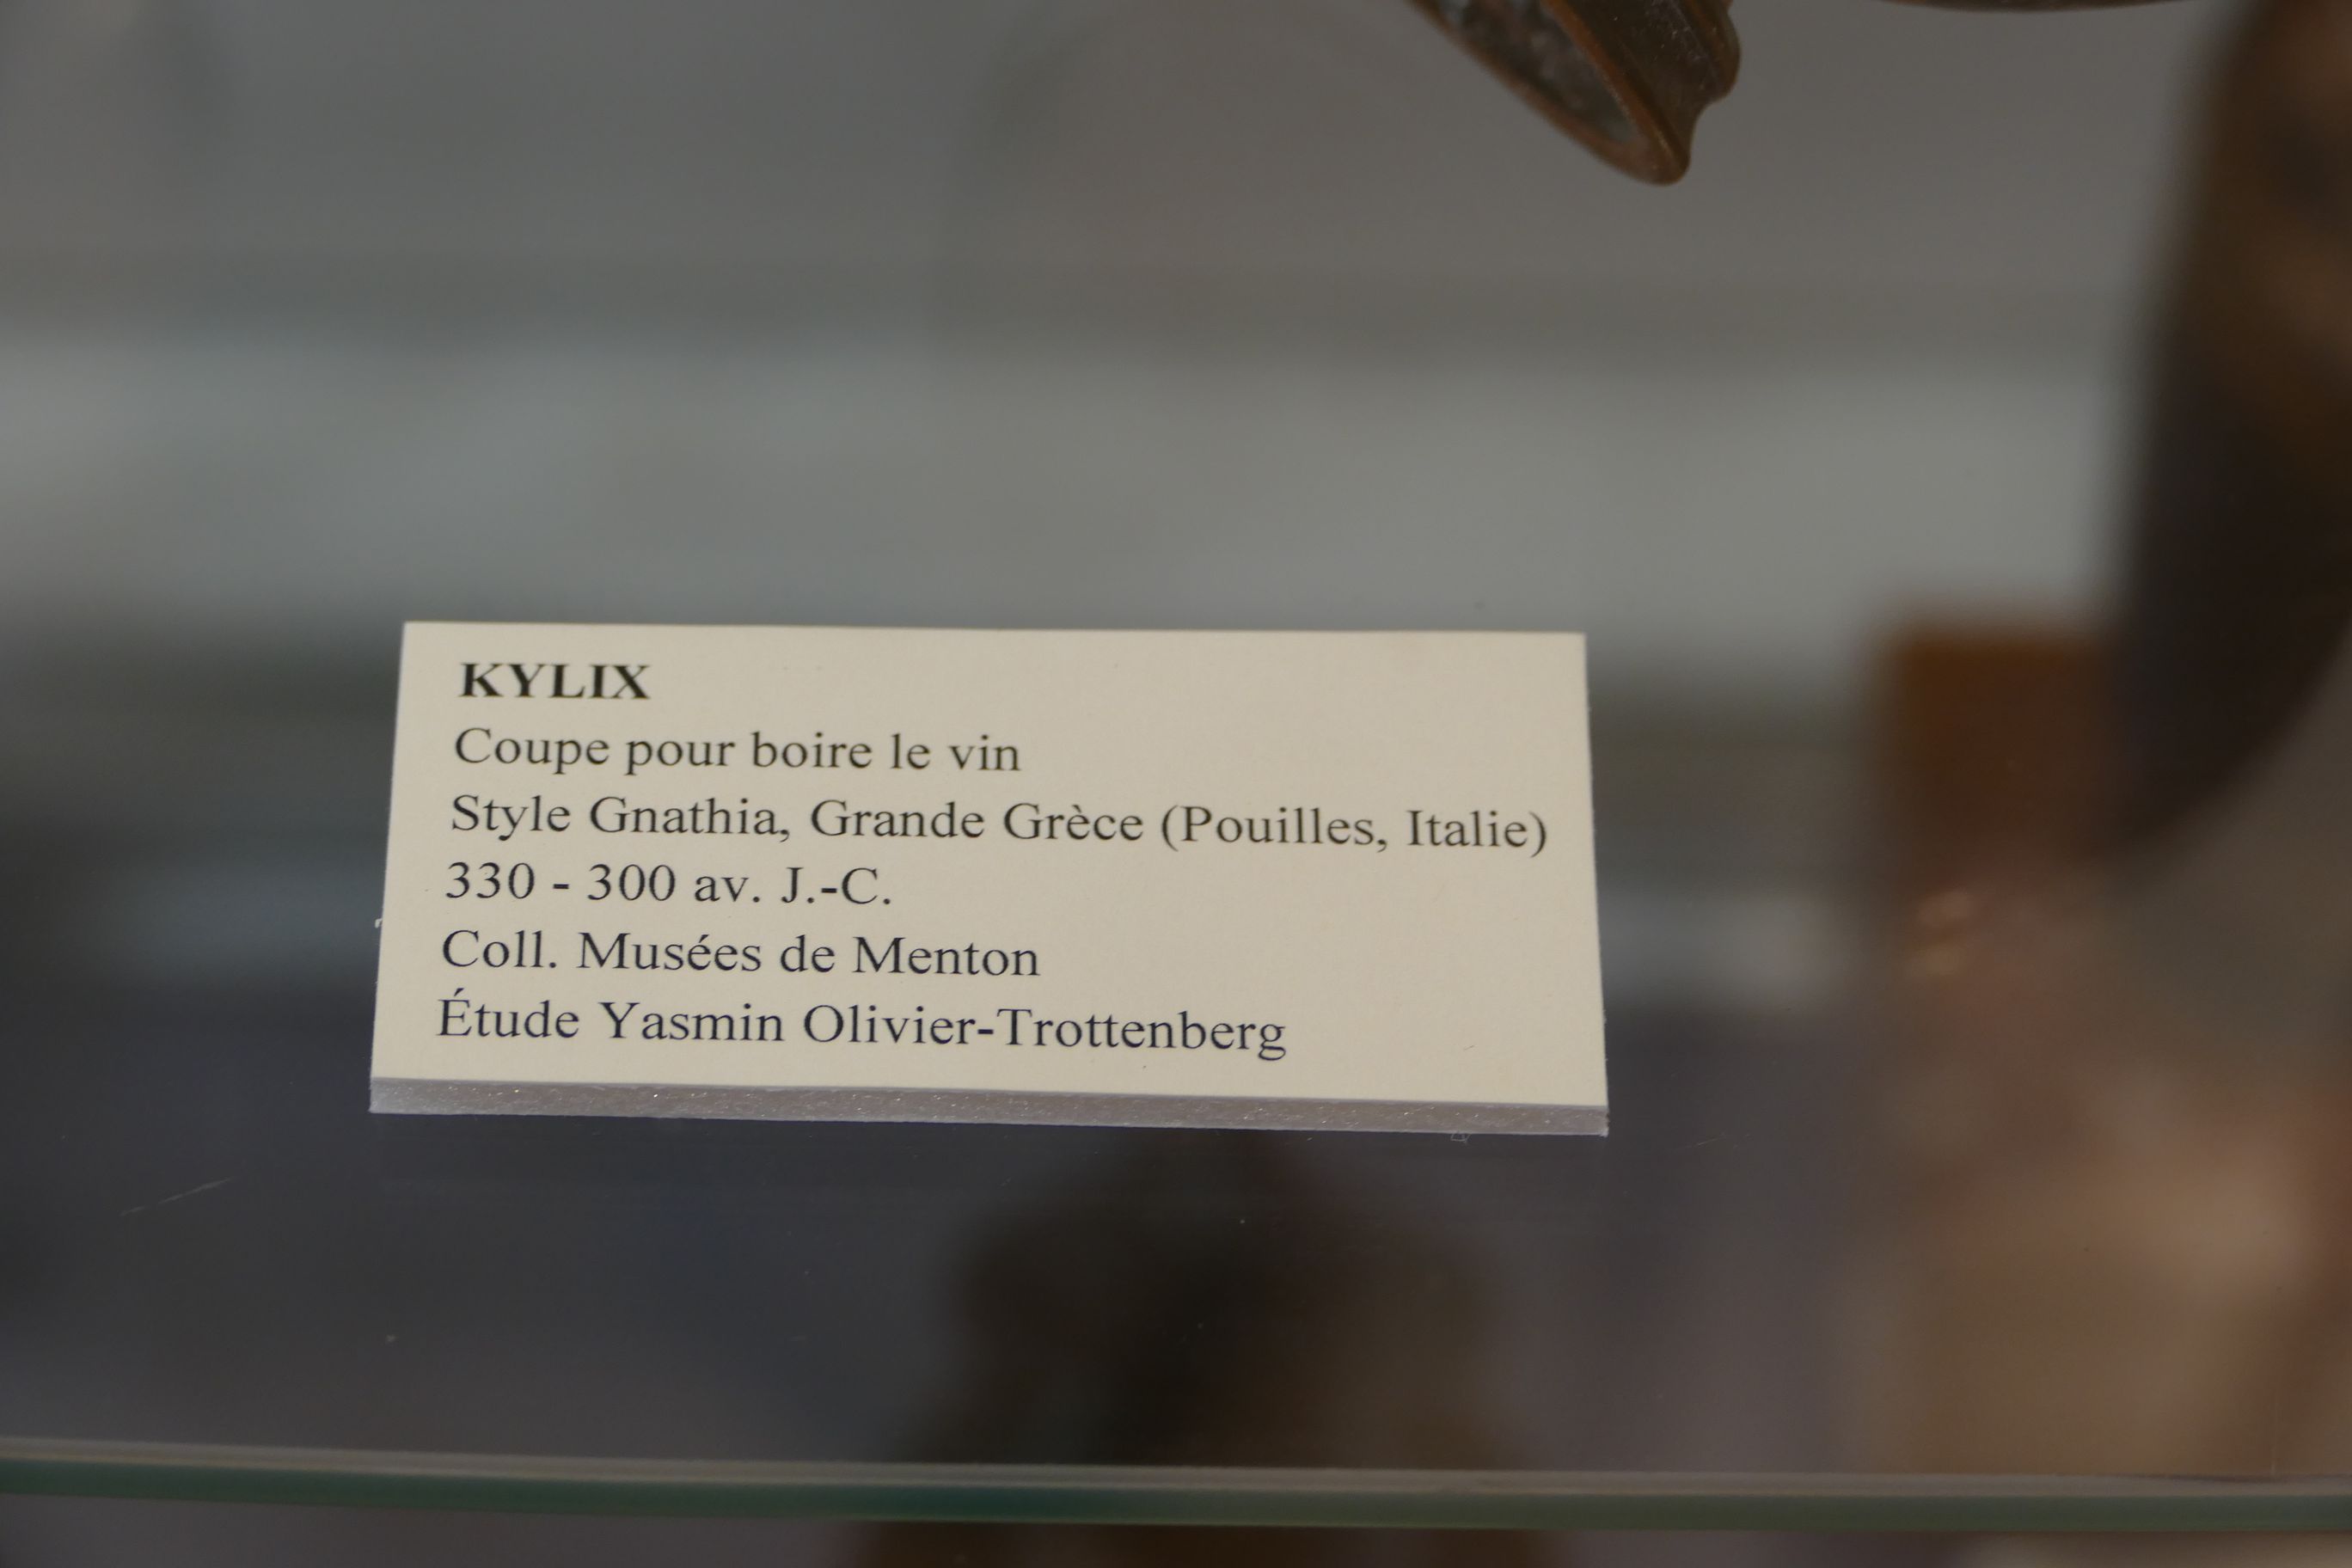 KYLIX
Coupe pour boire le vin
Style Gnathia, Grande Grèce (Pouilles, Italie)
330 - 300 av. J.-C.
Coll. Musées de Menton
Étude Yasmin Olivier-Trottenberg